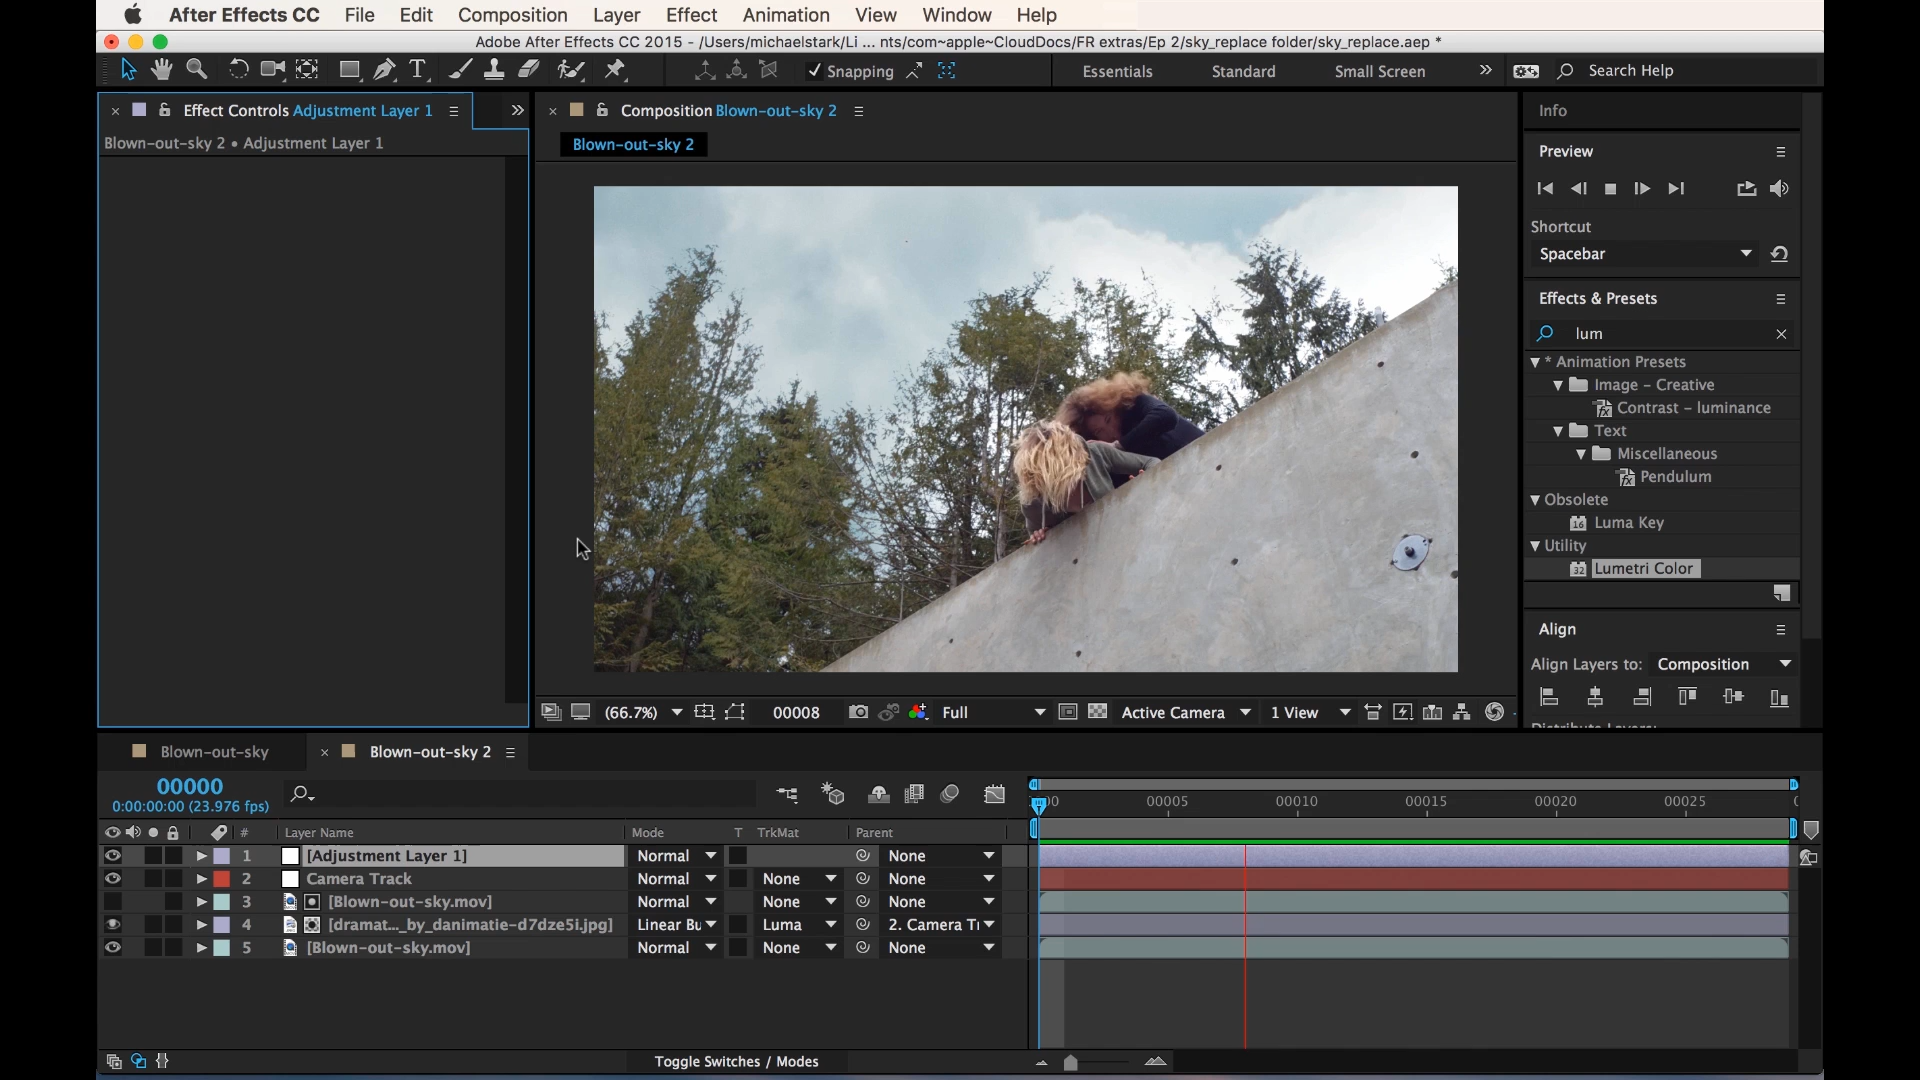 After Effects CC File Edit Composition Layer Effect Animation View Window Help
Adobe After Effects CC 2015 - /Users/michaelstark/Li ... nts/com~apple~CloudDocs/FR extras/Ep 2/sky_replace folder/sky_replace.aep *
T Snapping Essentials Standard Small Screen » Search Help
× Effect Controls Adjustment Layer 1 »
Blown-out-sky 2 • Adjustment Layer 1
× Composition Blown-out-sky 2
Blown-out-sky 2
(66.7%) 00008 Full Active Camera 1 View
Info
Preview
Shortcut
Spacebar
Effects & Presets
lum ×
* Animation Presets
Image - Creative
Contrast - luminance
Text
Miscellaneous
Pendulum
Obsolete
16 Luma Key
Utility
32 Lumetri Color
Align
Align Layers to: Composition
Distribute Layers:
Blown-out-sky × Blown-out-sky 2
00000
0:00:00:00 (23.976 fps)
00005 00010 00015 00020 00025
# Layer Name Mode T TrkMat Parent
1 [Adjustment Layer 1] Normal None
2 Camera Track Normal None None
3 [Blown-out-sky.mov] Normal None None
4 [dramat..._by_danimatie-d7dze5i.jpg] Linear Bu Luma 2. Camera Tr
5 [Blown-out-sky.mov] Normal None None
Toggle Switches / Modes